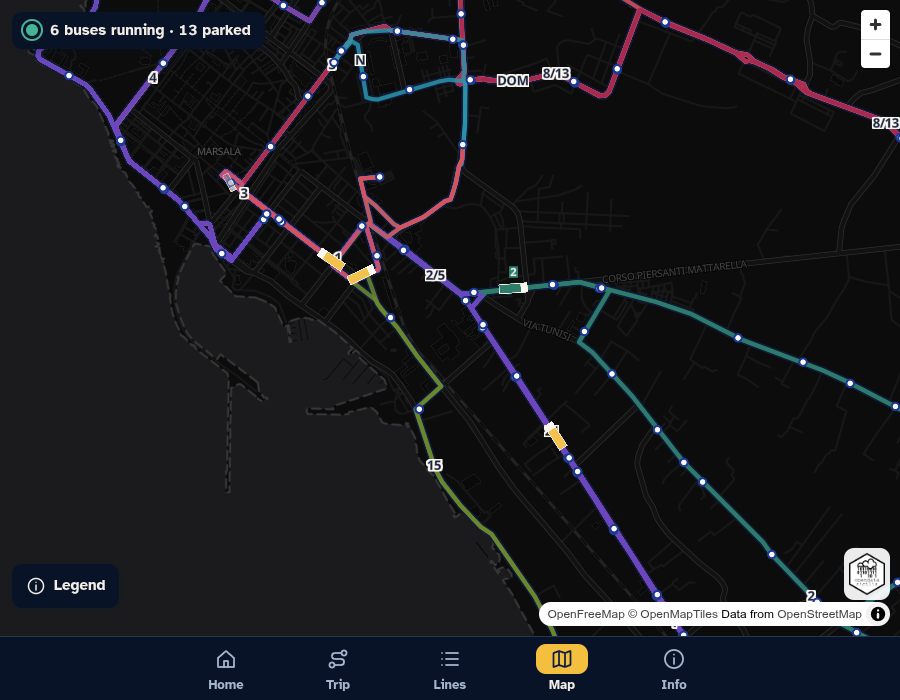 6 buses running · 13 parked
+
−
4
N
DOM
8/13
8/13
MARSALA
3
2
2/5
CORSO PIERSANTI MATTARELLA
VIA TUNISI
15
2
Legend
OpenFreeMap © OpenMapTiles Data from OpenStreetMap
Home
Trip
Lines
Map
Info